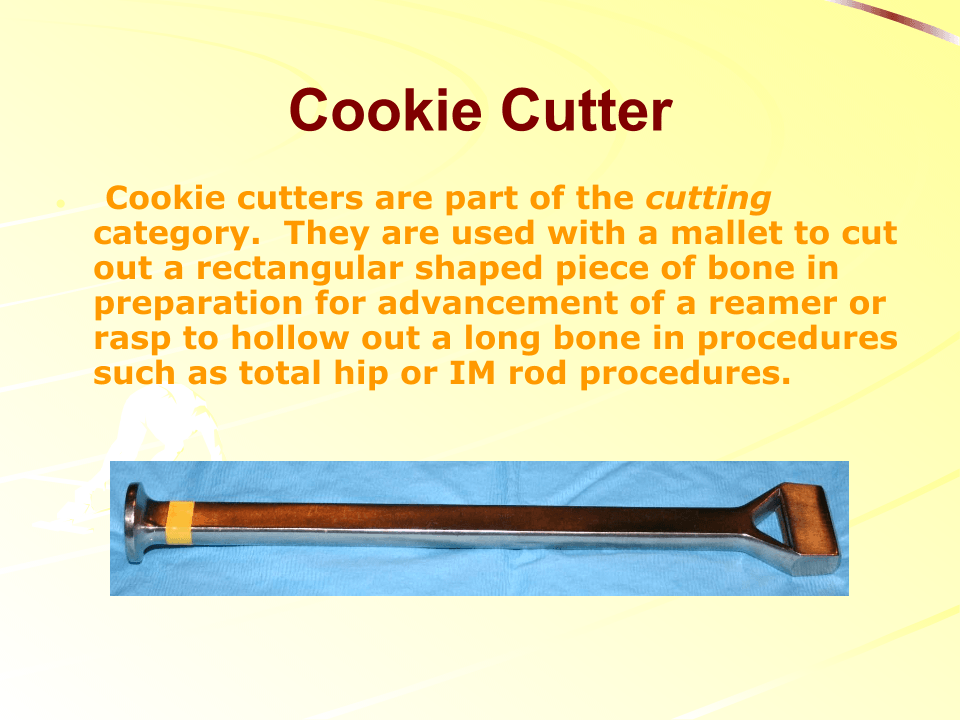 Cookie Cutter
Cookie cutters are part of the cutting
category.  They are used with a mallet to cut
out a rectangular shaped piece of bone in
preparation for advancement of a reamer or
rasp to hollow out a long bone in procedures
such as total hip or IM rod procedures.